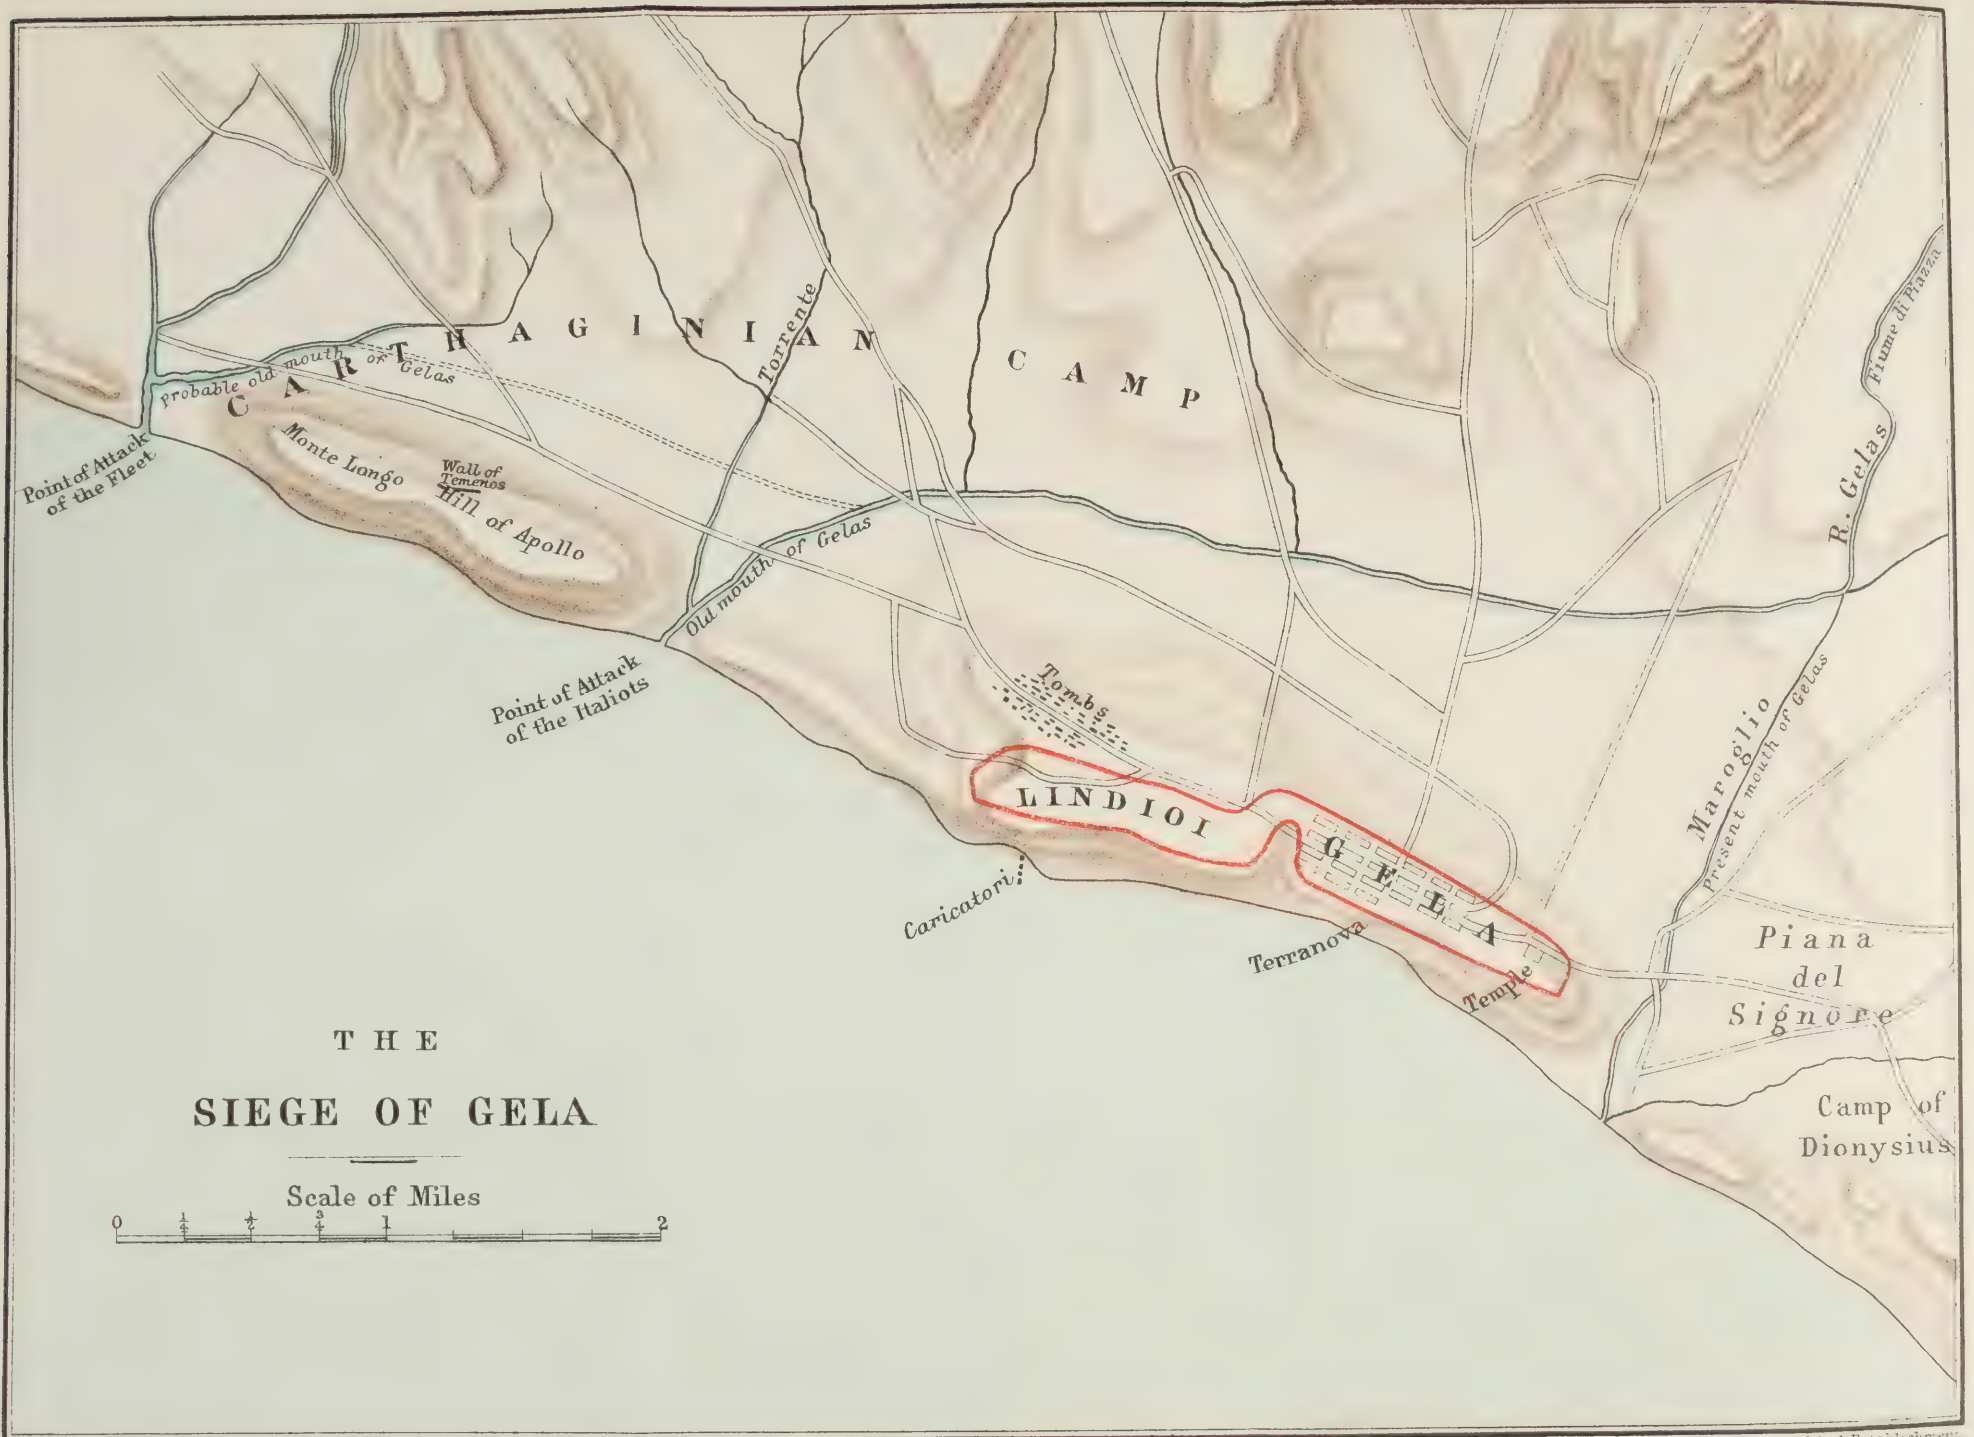 CARTHAGINIAN CAMP
Torrente
Fiume di Piazza
R. Gelas
probable old mouth of Gelas
Point of Attack
of the Fleet
Monte Longo
Wall of
Temenos
Hill of Apollo
Old mouth of Gelas
Point of Attack
of the Italiots
Tombs
LINDIOI
GELA
Caricatori
Terranova
Temple
Maroglio
Present mouth of Gelas
Piana
del
Signore
Camp of
Dionysius
THE
SIEGE OF GELA
Scale of Miles
0 1/4 1/2 3/4 1 2